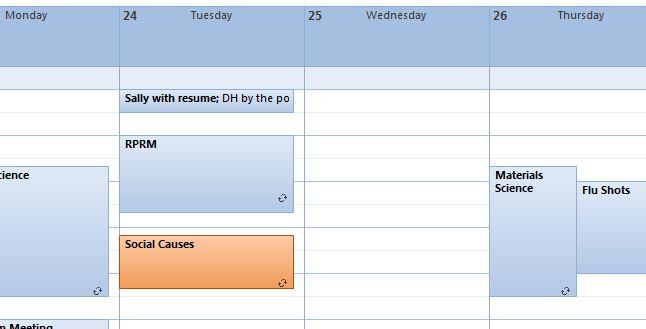 Monday
24 Tuesday
25 Wednesday
26 Thursday
Sally with resume; DH by the po
RPRM
Social Causes
cience
m Meeting
Materials
Science
Flu Shots